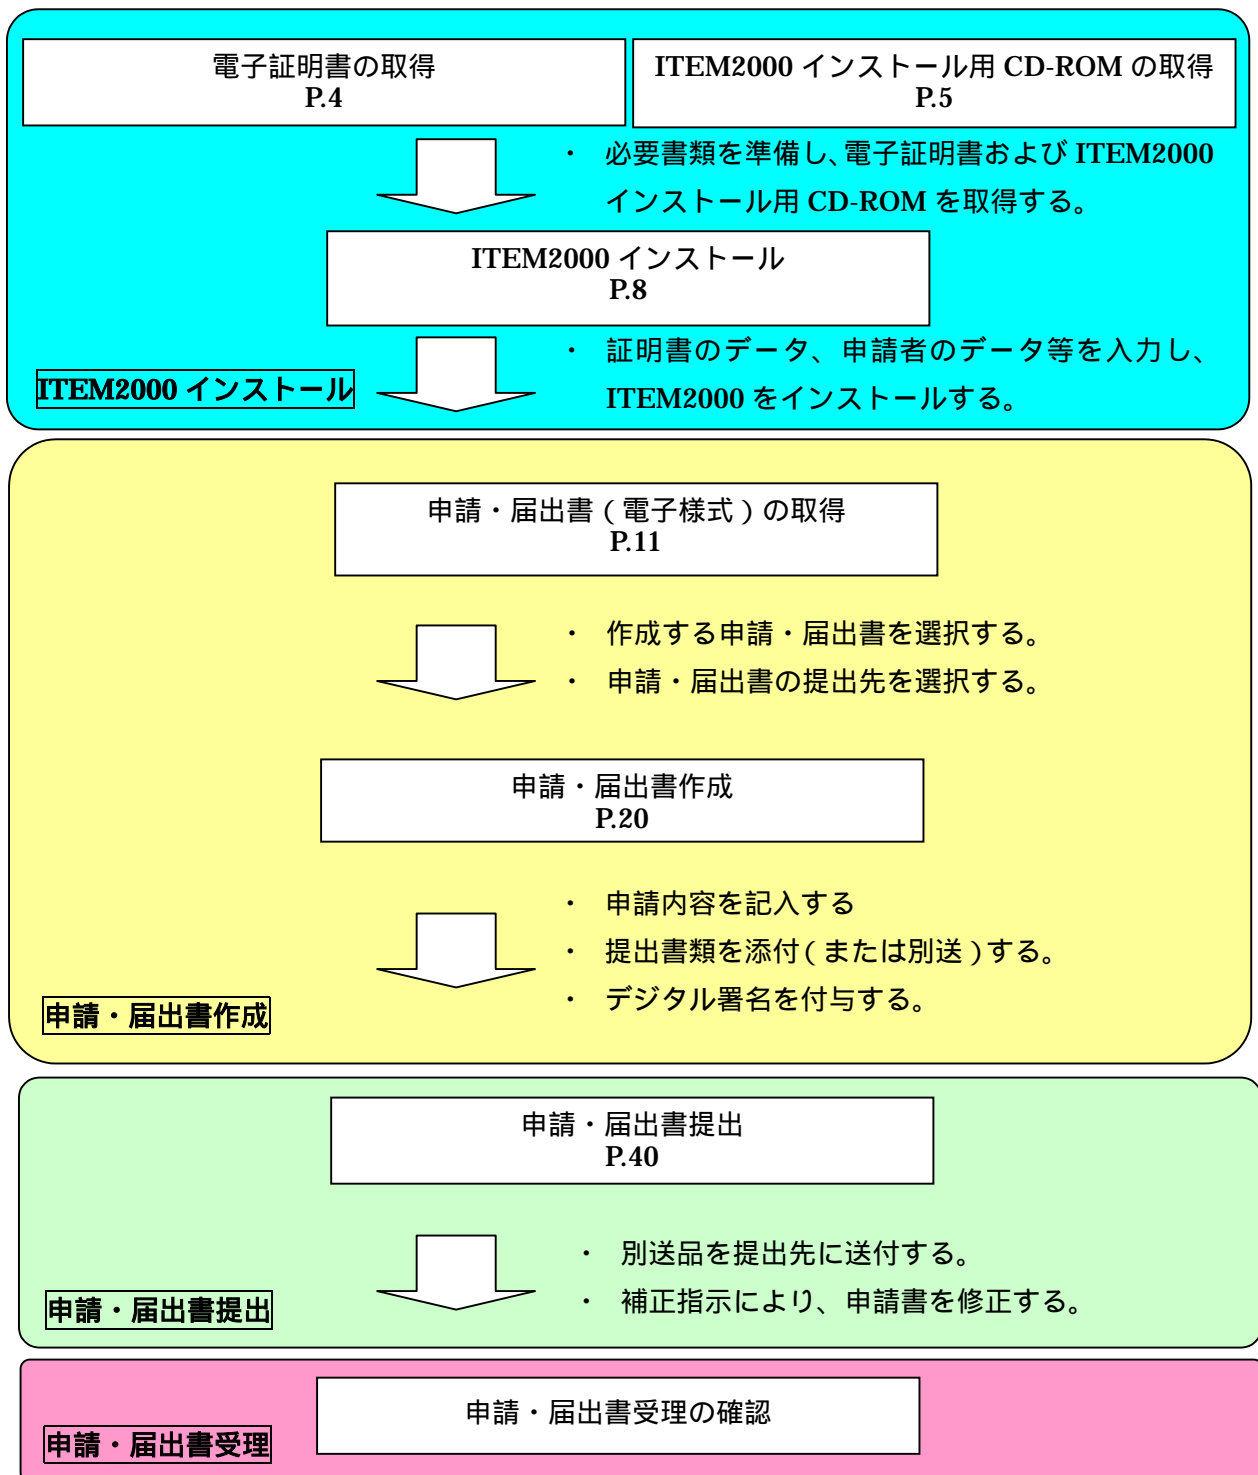 電子証明書の取得
P.4
ITEM2000 インストール用 CD-ROM の取得
P.5
・ 必要書類を準備し、電子証明書および ITEM2000
インストール用 CD-ROM を取得する。
ITEM2000 インストール
P.8
・ 証明書のデータ、申請者のデータ等を入力し、
ITEM2000 をインストールする。
ITEM2000 インストール
申請・届出書（電子様式）の取得
P.11
・ 作成する申請・届出書を選択する。
・ 申請・届出書の提出先を選択する。
申請・届出書作成
P.20
・ 申請内容を記入する
・ 提出書類を添付（または別送）する。
・ デジタル署名を付与する。
申請・届出書作成
申請・届出書提出
P.40
・ 別送品を提出先に送付する。
・ 補正指示により、申請書を修正する。
申請・届出書提出
申請・届出書受理の確認
申請・届出書受理